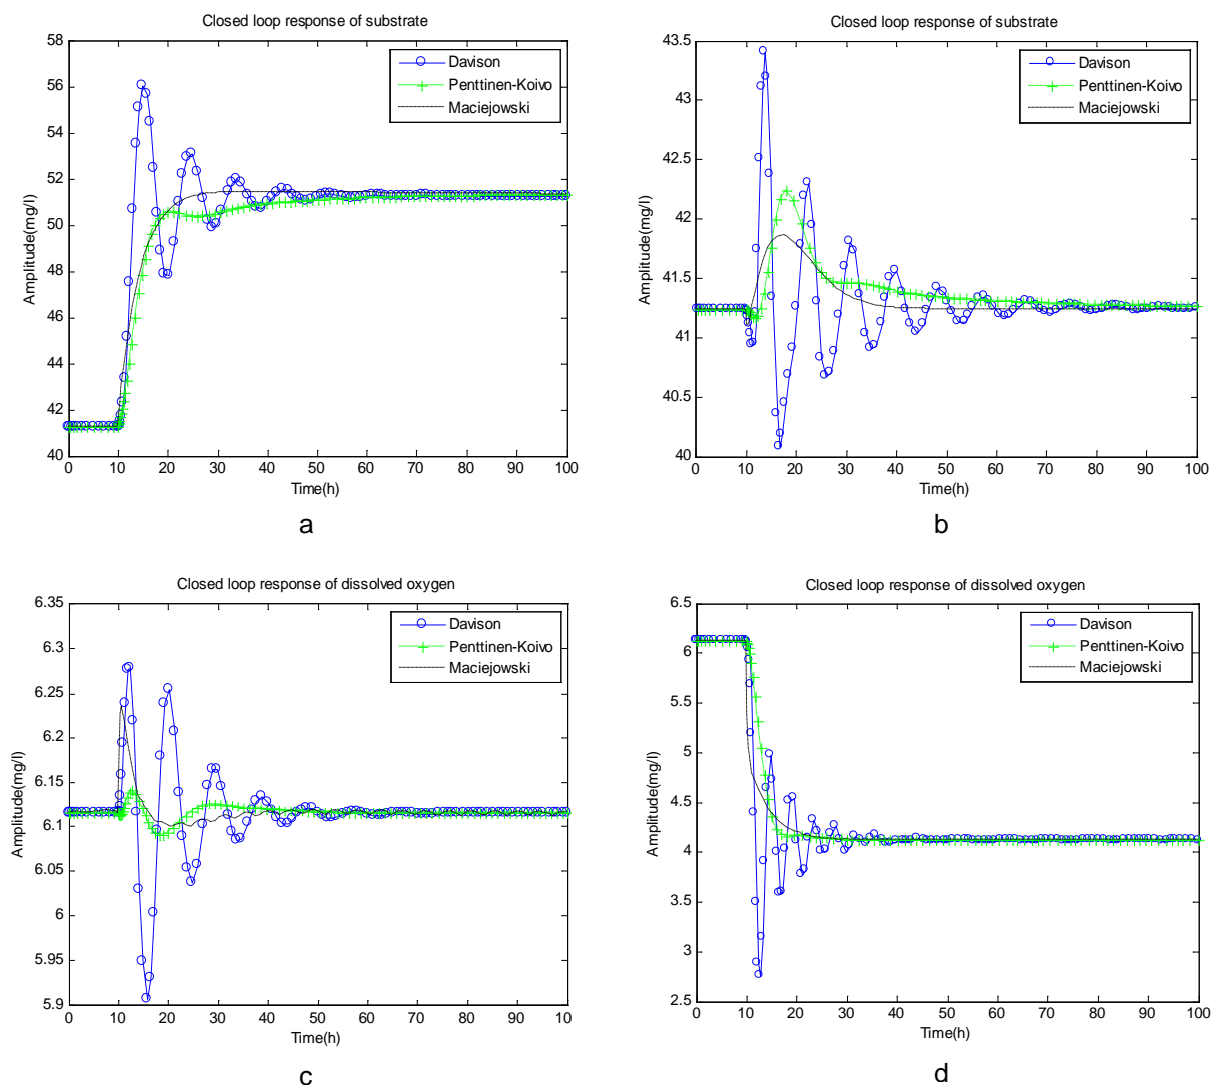 Closed loop response of substrate
58
56
54
52
50
48
46
44
42
40
Amplitude(mg/l)
0 10 20 30 40 50 60 70 80 90 100
Time(h)
Davison
Penttinen-Koivo
Maciejowski
a
Closed loop response of substrate
43.5
43
42.5
42
41.5
41
40.5
40
Amplitude(mg/l)
0 10 20 30 40 50 60 70 80 90 100
Time(h)
Davison
Penttinen-Koivo
Maciejowski
b
Closed loop response of dissolved oxygen
6.35
6.3
6.25
6.2
6.15
6.1
6.05
6
5.95
5.9
Amplitude(mg/l)
0 10 20 30 40 50 60 70 80 90 10
Time(h)
Davison
Penttinen-Koivo
Maciejowski
c
Closed loop response of dissolved oxygen
6.5
6
5.5
5
4.5
4
3.5
3
2.5
Amplitude(mg/l)
0 10 20 30 40 50 60 70 80 90 100
Time(h)
Davison
Penttinen-Koivo
Maciejowski
d